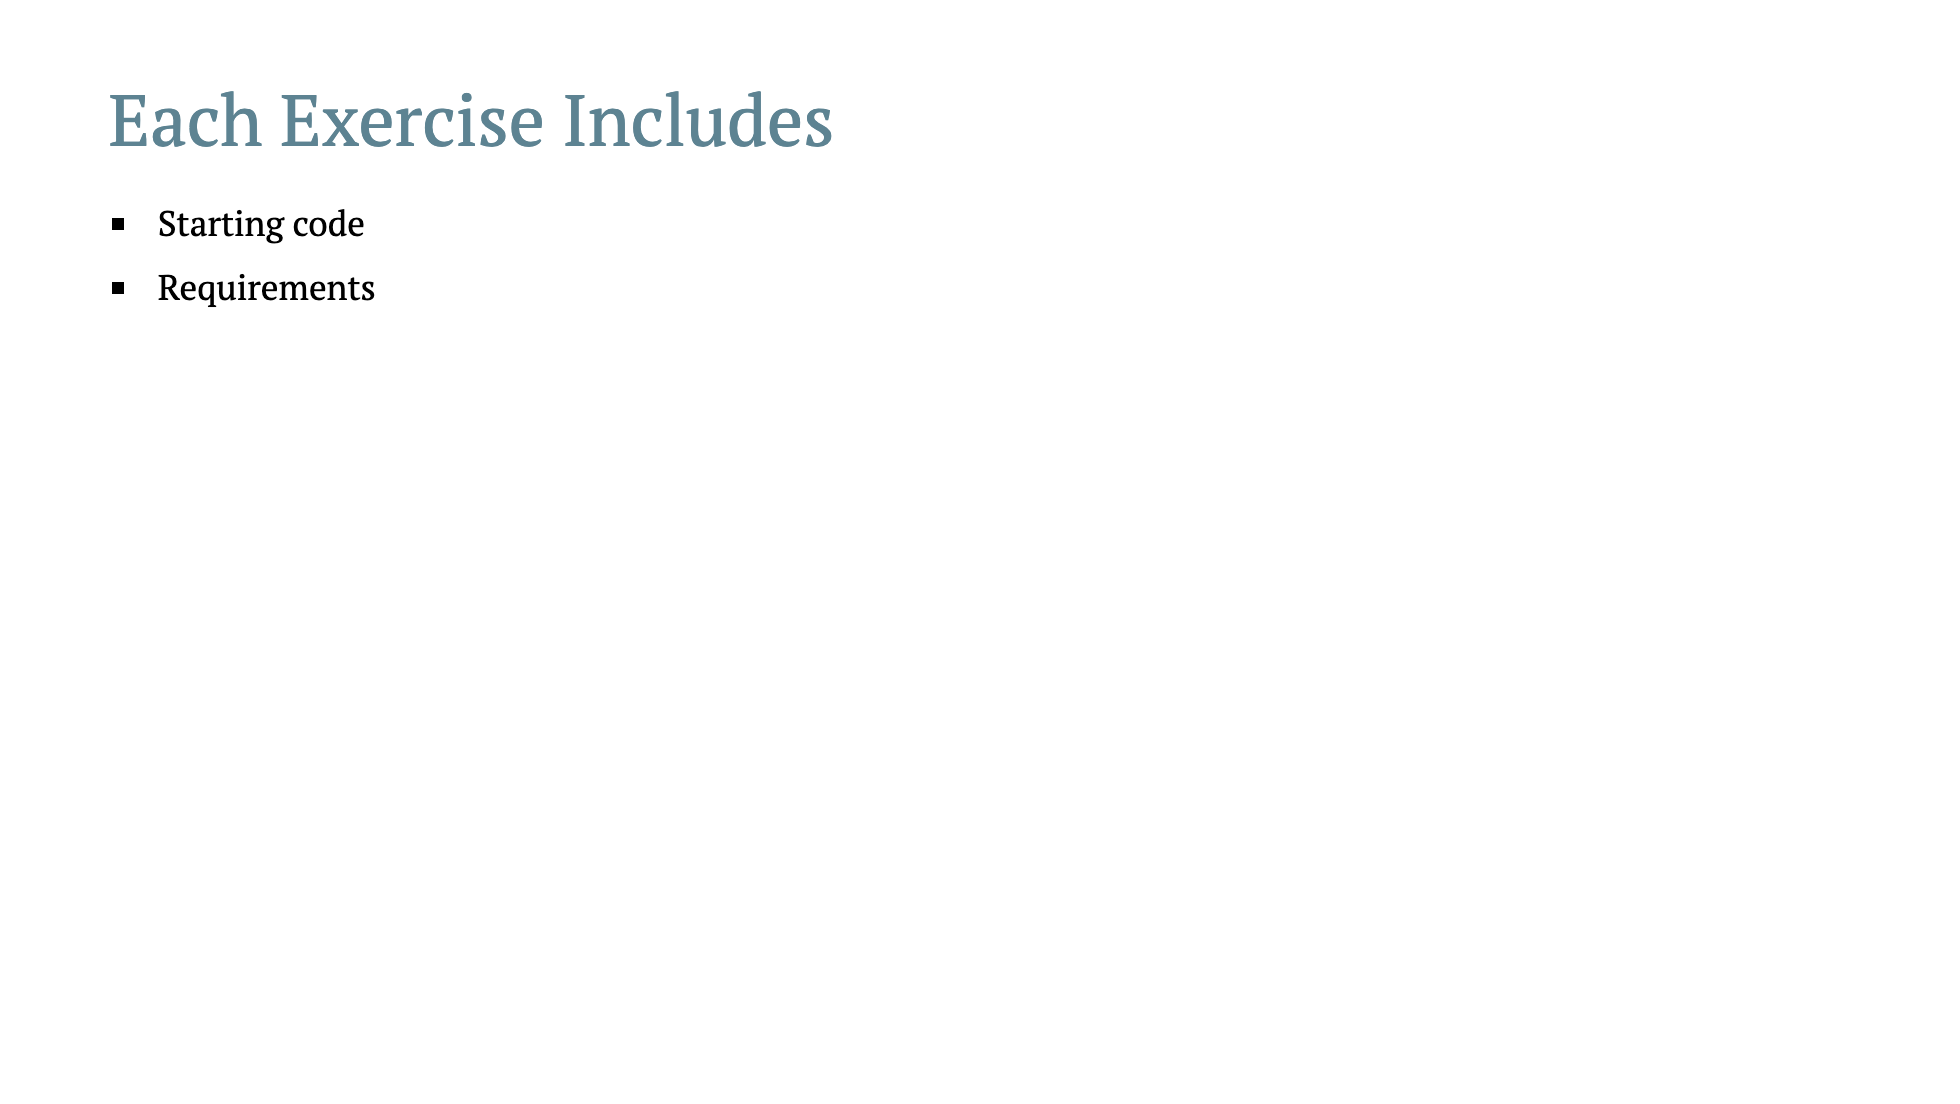 Each Exercise Includes
▪ Starting code
▪ Requirements